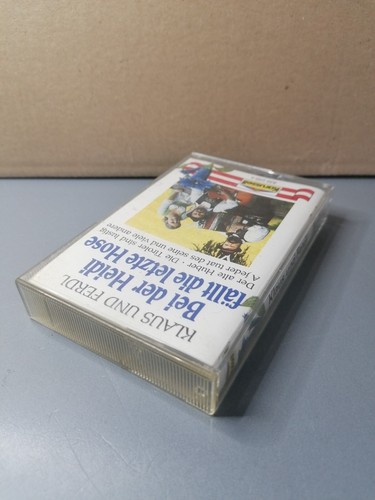 KLAUS UND FERDL
Bei der Heidi
fällt die letzte Hose
Der alte Huber · Die Tiroler sind lustig
A jeder tuat des seine und viele andere